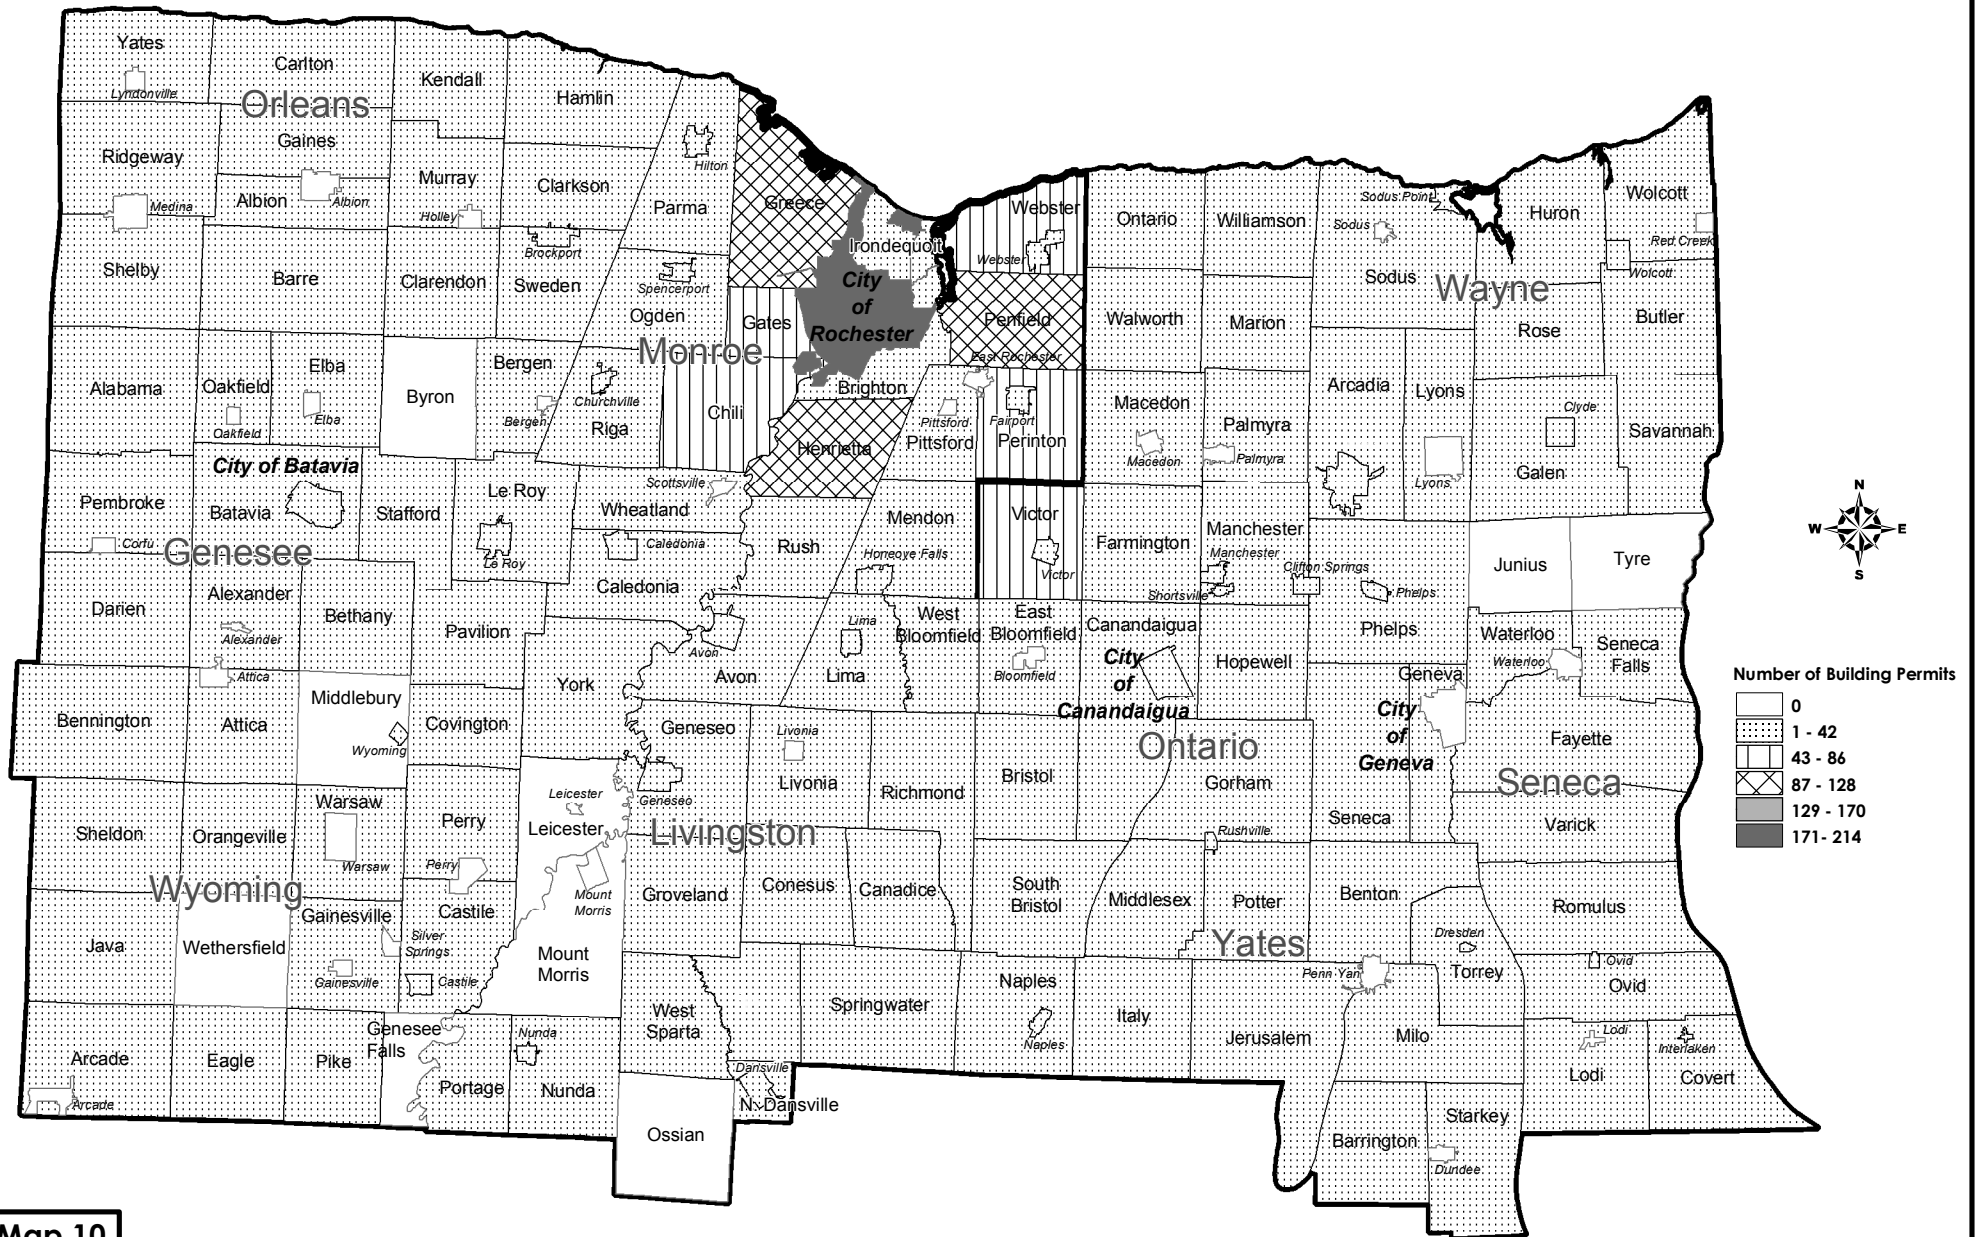 Yates
Lyndonville
Carlton
Orleans
Kendall
Hamlin
Ridgeway
Gaines
Medina
Albion
Albion
Murray
Holley
Clarkson
Brockport
Hilton
Parma
Greece
Irondequoit
Webster
Webster
Ontario
Williamson
Sodus Point
Sodus
Sodus
Huron
Wolcott
Red Creek
Wolcott
Wayne
Shelby
Barre
Clarendon
Sweden
Spencerport
Ogden
Gates
City
of
Rochester
Penfield
East Rochester
Walworth
Marion
Rose
Butler
Monroe
Alabama
Oakfield
Oakfield
Elba
Elba
Byron
Bergen
Bergen
Churchville
Riga
Chili
Brighton
Henrietta
Pittsford
Pittsford
Fairport
Perinton
Macedon
Macedon
Palmyra
Palmyra
Arcadia
Lyons
Lyons
Clyde
Galen
Savannah
City of Batavia
Pembroke
Corfu
Batavia
Stafford
Le Roy
Le Roy
Scottsville
Wheatland
Caledonia
Caledonia
Rush
Mendon
Honeoye Falls
Victor
Victor
Farmington
Manchester
Manchester
Shortsville
Clifton Springs
Phelps
Phelps
Junius
Tyre
Genesee
Darien
Alexander
Alexander
Bethany
Pavilion
Avon
Avon
Lima
Lima
West
Bloomfield
East
Bloomfield
Bloomfield
Canandaigua
City
of
Canandaigua
Hopewell
Geneva
City
of
Geneva
Waterloo
Waterloo
Seneca
Falls
Bennington
Attica
Attica
Middlebury
Wyoming
Covington
York
Geneseo
Geneseo
Livonia
Livonia
Richmond
Bristol
Ontario
Gorham
Rushville
Seneca
Fayette
Seneca
Varick
Sheldon
Orangeville
Warsaw
Warsaw
Perry
Perry
Leicester
Leicester
Livingston
Mount
Morris
Mount
Morris
Groveland
Conesus
Canadice
South
Bristol
Middlesex
Potter
Benton
Romulus
Wyoming
Java
Wethersfield
Gainesville
Gainesville
Silver
Springs
Castile
Castile
Yates
Dresden
Torrey
Penn Yan
Ovid
Ovid
Arcade
Arcade
Eagle
Pike
Genesee
Falls
Portage
Nunda
Nunda
West
Sparta
Springwater
Naples
Naples
Italy
Jerusalem
Milo
Lodi
Lodi
Interlaken
Covert
Dansville
N. Dansville
Ossian
Barrington
Starkey
Dundee
N
W
E
S
Number of Building Permits
0
1 - 42
43 - 86
87 - 128
129 - 170
171- 214
Map 10